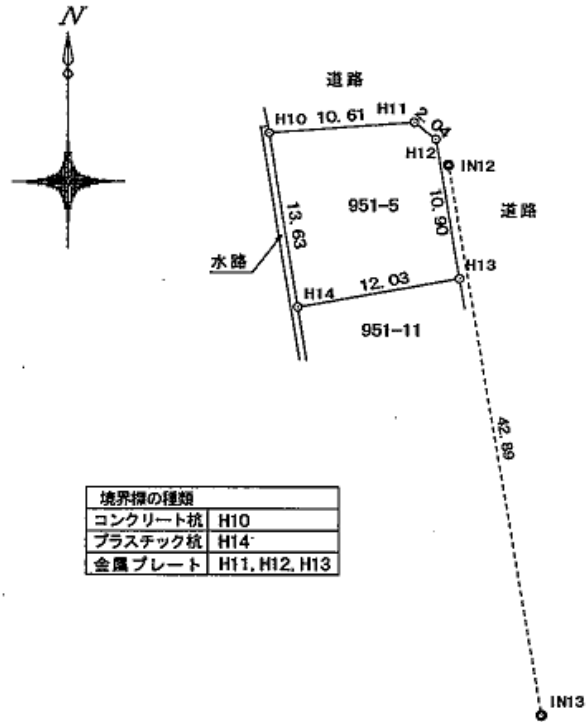 N
道路
H10
10.61
H11
2.04
H12
IN12
951-5
10.90
道路
13.63
水路
H13
H14
12.03
951-11
42.89
境界標の種類
コンクリート杭 H10
プラスチック杭 H14
金属プレート H11, H12, H13
IN13